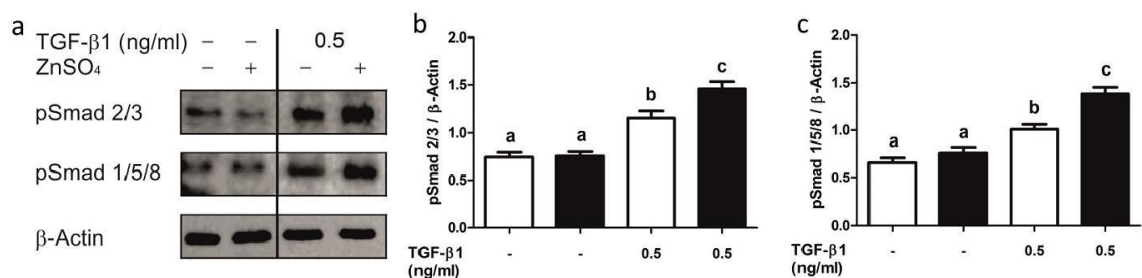 a
TGF-β1 (ng/ml) – – 0.5
ZnSO₄ – + – +
pSmad 2/3
pSmad 1/5/8
β-Actin
b
pSmad 2/3 / β-Actin
2.0
1.5
1.0
0.5
0.0
a a b c
TGF-β1 - - 0.5 0.5
(ng/ml)
c
pSmad 1/5/8 / β-Actin
2.0
1.5
1.0
0.5
0.0
a a b c
TGF-β1 - - 0.5 0.5
(ng/ml)